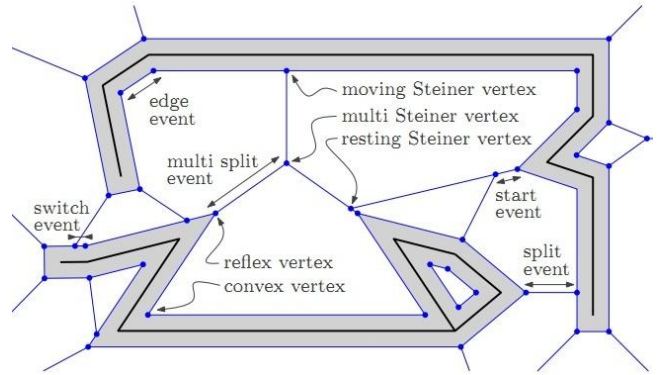 moving Steiner vertex
multi Steiner vertex
resting Steiner vertex
edge
event
multi split
event
switch
event
start
event
split
event
reflex vertex
convex vertex